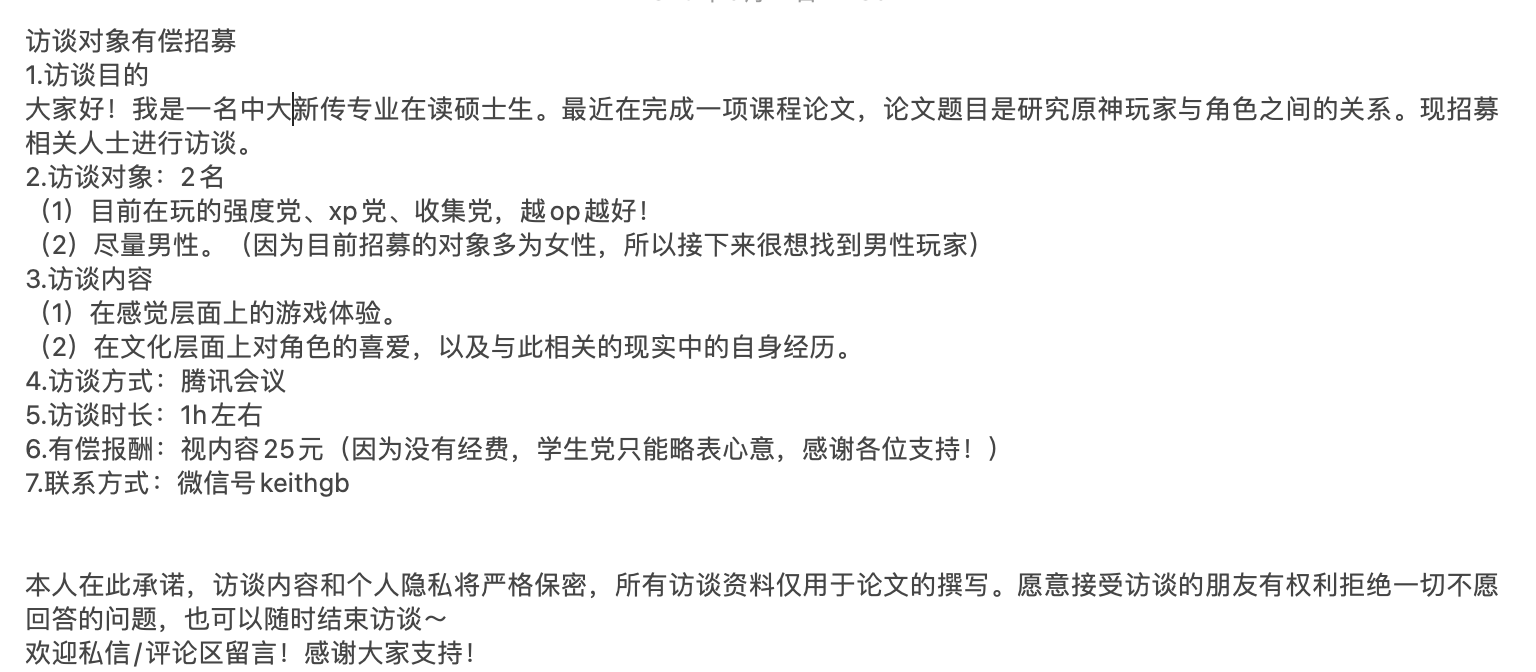 访谈对象有偿招募
1.访谈目的
大家好！我是一名中大新传专业在读硕士生。最近在完成一项课程论文，论文题目是研究原神玩家与角色之间的关系。现招募
相关人士进行访谈。
2.访谈对象：2名
（1）目前在玩的强度党、xp党、收集党，越op越好！
（2）尽量男性。（因为目前招募的对象多为女性，所以接下来很想找到男性玩家）
3.访谈内容
（1）在感觉层面上的游戏体验。
（2）在文化层面上对角色的喜爱，以及与此相关的现实中的自身经历。
4.访谈方式：腾讯会议
5.访谈时长：1h左右
6.有偿报酬：视内容25元（因为没有经费，学生党只能略表心意，感谢各位支持！）
7.联系方式：微信号keithgb
本人在此承诺，访谈内容和个人隐私将严格保密，所有访谈资料仅用于论文的撰写。愿意接受访谈的朋友有权利拒绝一切不愿
回答的问题，也可以随时结束访谈～
欢迎私信/评论区留言！感谢大家支持！